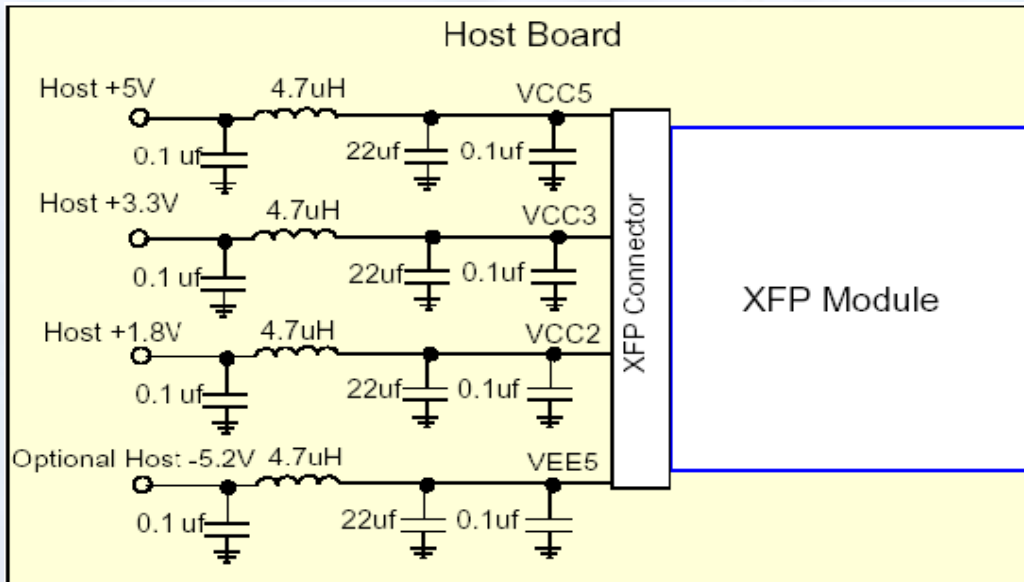 Host Board
Host +5V
4.7uH
VCC5
0.1 uf
22uf
0.1uf
Host +3.3V
4.7uH
VCC3
0.1 uf
22uf
0.1uf
Host +1.8V
4.7uH
VCC2
0.1 uf
22uf
0.1uf
Optional Host -5.2V
4.7uH
VEE5
0.1 uf
22uf
0.1uf
XFP Connector
XFP Module